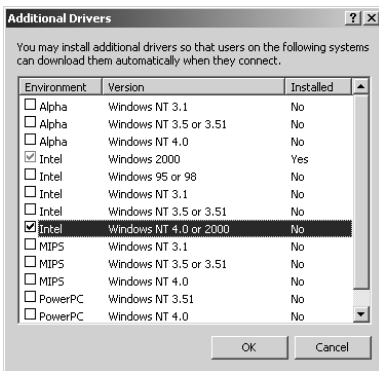 Additional Drivers
You may install additional drivers so that users on the following systems
can download them automatically when they connect.
Environment Version Installed
Alpha Windows NT 3.1 No
Alpha Windows NT 3.5 or 3.51 No
Alpha Windows NT 4.0 No
Intel Windows 2000 Yes
Intel Windows 95 or 98 No
Intel Windows NT 3.1 No
Intel Windows NT 3.5 or 3.51 No
Intel Windows NT 4.0 or 2000 No
MIPS Windows NT 3.1 No
MIPS Windows NT 3.5 or 3.51 No
MIPS Windows NT 4.0 No
PowerPC Windows NT 3.51 No
PowerPC Windows NT 4.0 No
OK Cancel